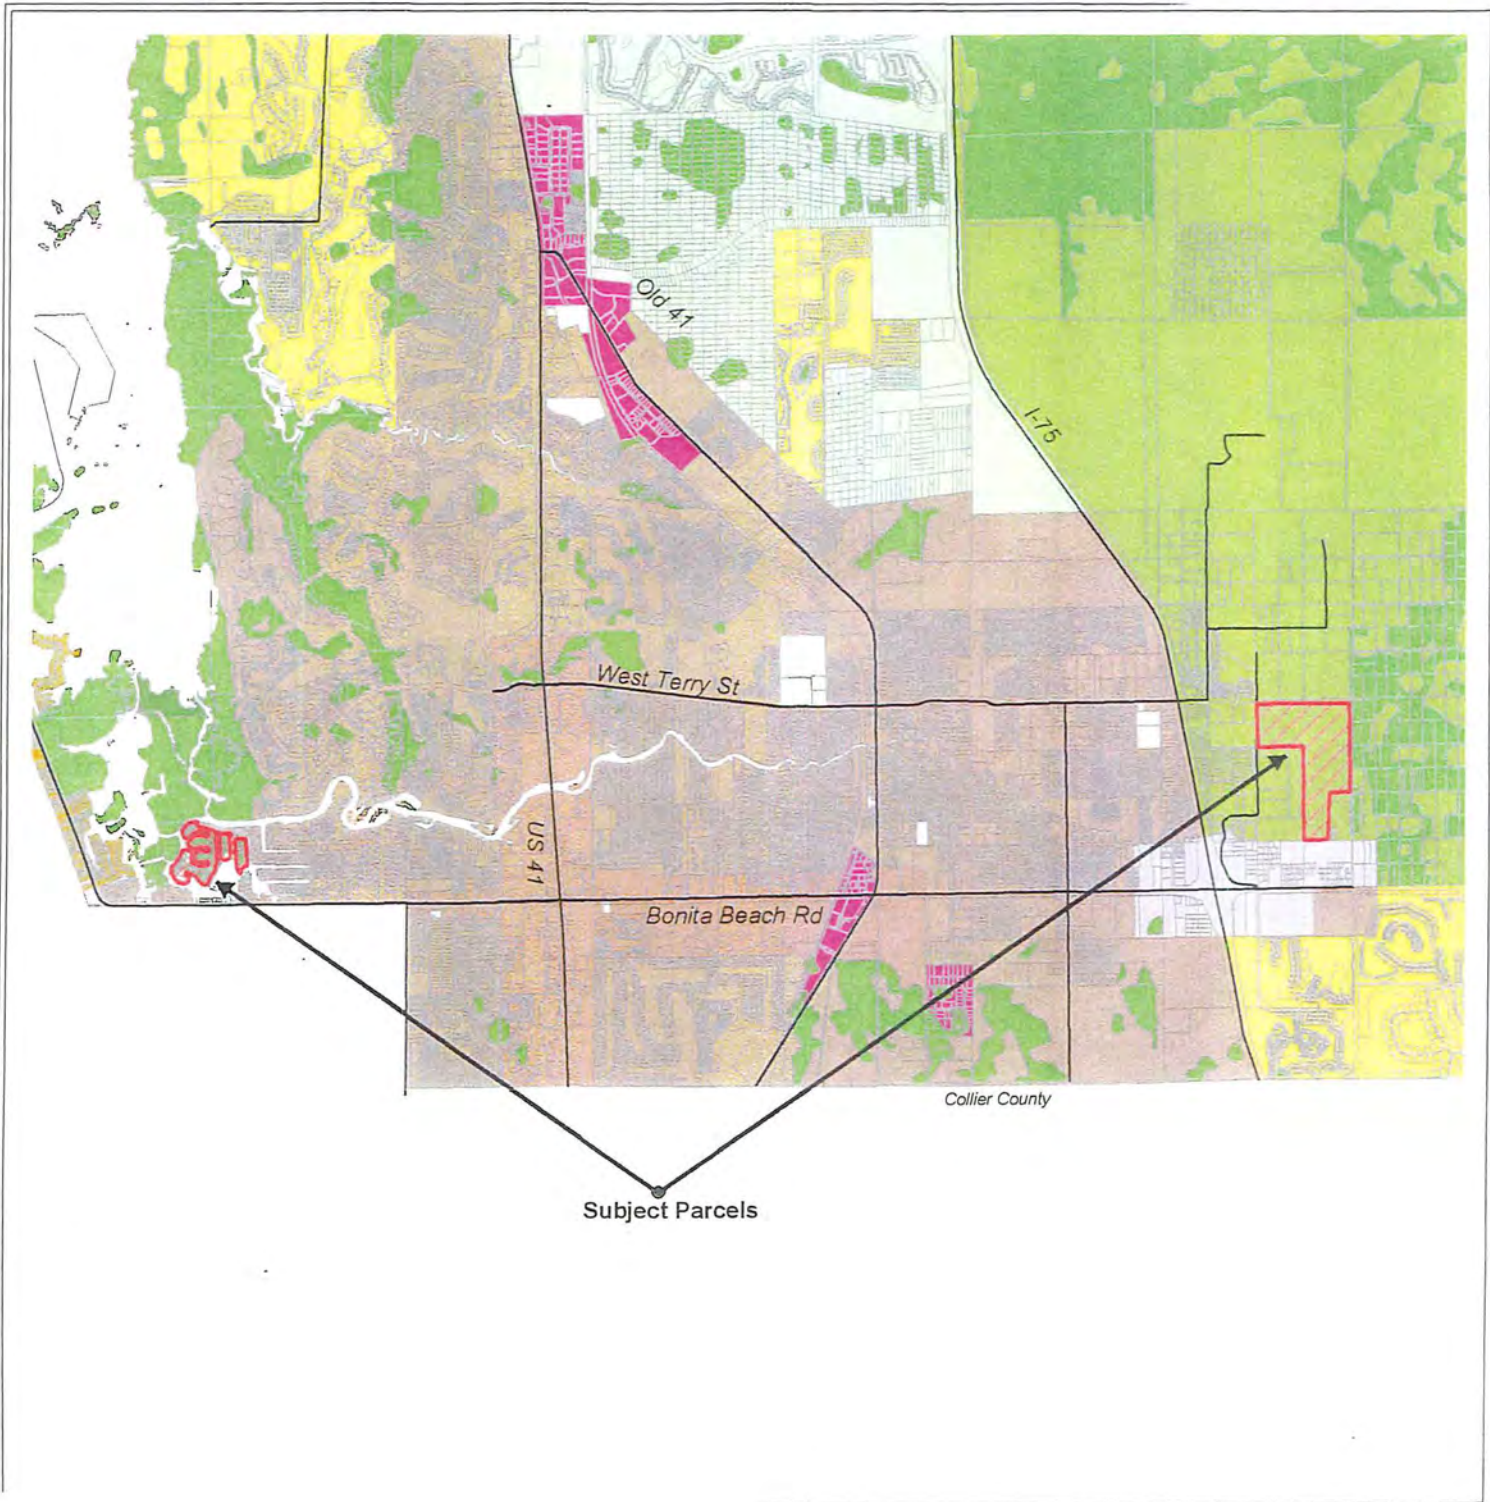 Old 41
I-75
West Terry St
US 41
Bonita Beach Rd
Collier County
Subject Parcels